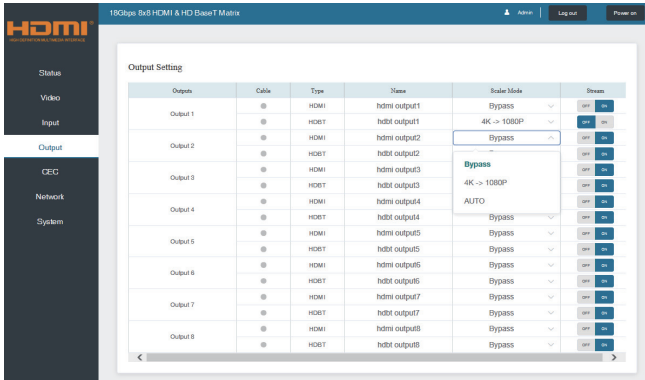 18Gbps 8x8 HDMI & HD BaseT Matrix
Admin
Log out
Power on
HDMI®
HIGH DEFINITION MULTIMEDIA INTERFACE
Status
Video
Input
Output
CEC
Network
System
Output Setting
Outputs Cable Type Name Scaler Mode Stream
Output 1 HDMI hdmi output1 Bypass OFF ON
HDBT hdbt output1 4K -> 1080P OFF ON
Output 2 HDMI hdmi output2 Bypass OFF ON
HDBT hdbt output2 OFF ON
Bypass
4K -> 1080P
AUTO
Output 3 HDMI hdmi output3 OFF ON
HDBT hdbt output3 OFF ON
Output 4 HDMI hdmi output4 OFF ON
HDBT hdbt output4 Bypass OFF ON
Output 5 HDMI hdmi output5 Bypass OFF ON
HDBT hdbt output5 Bypass OFF ON
Output 6 HDMI hdmi output6 Bypass OFF ON
HDBT hdbt output6 Bypass OFF ON
Output 7 HDMI hdmi output7 Bypass OFF ON
HDBT hdbt output7 Bypass OFF ON
Output 8 HDMI hdmi output8 Bypass OFF ON
HDBT hdbt output8 Bypass OFF ON